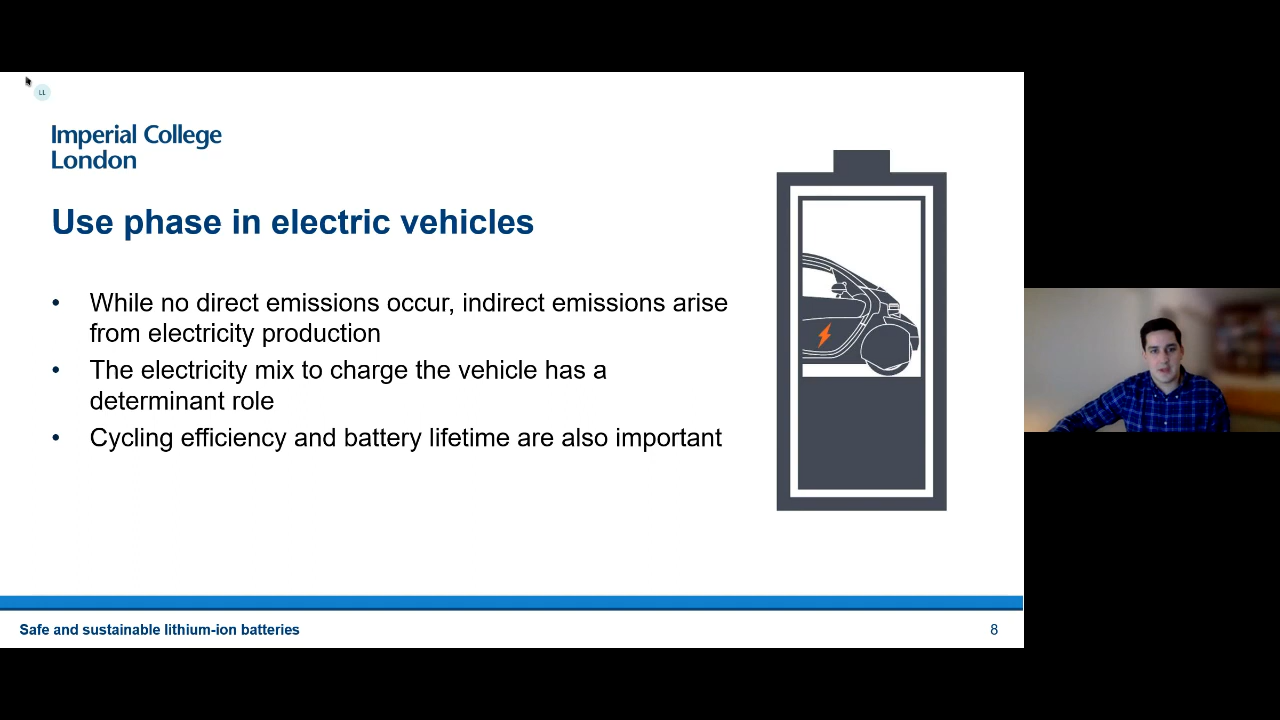 LL
Imperial College
London
Use phase in electric vehicles
• While no direct emissions occur, indirect emissions arise
from electricity production
• The electricity mix to charge the vehicle has a
determinant role
• Cycling efficiency and battery lifetime are also important
Safe and sustainable lithium-ion batteries
8